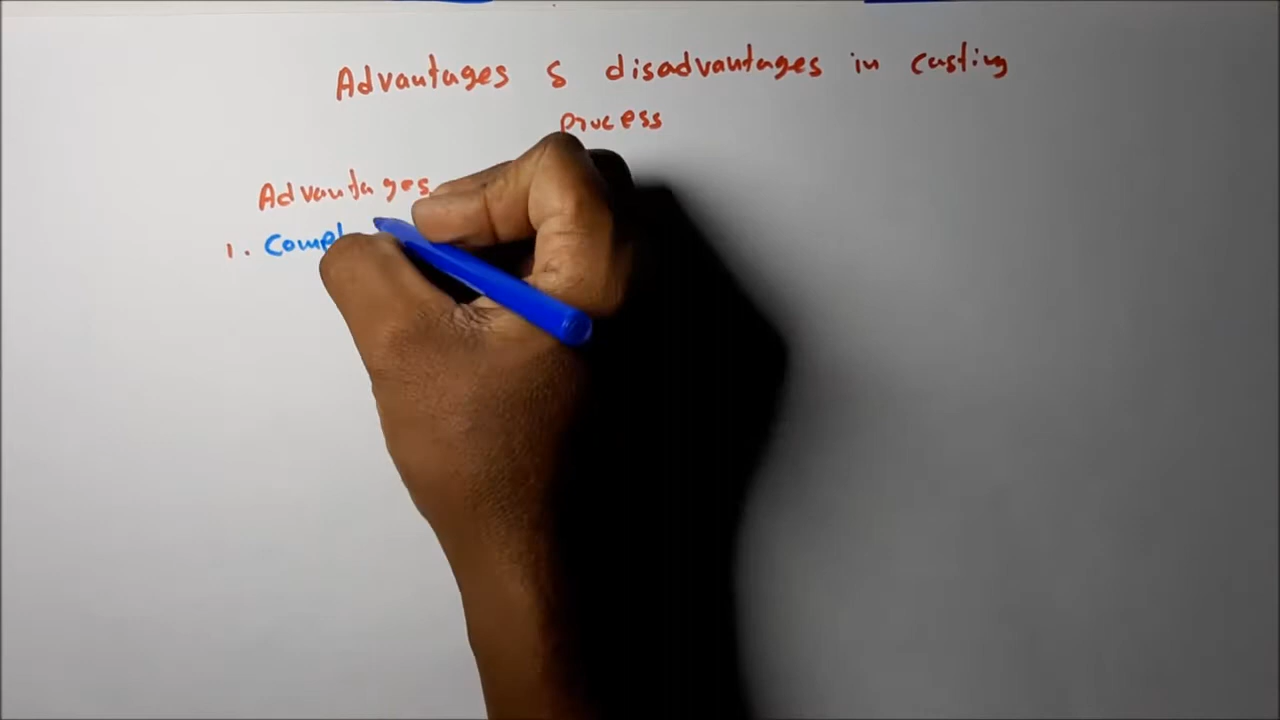 Advantages & disadvantages in casting
process
Advantages
1. Compl